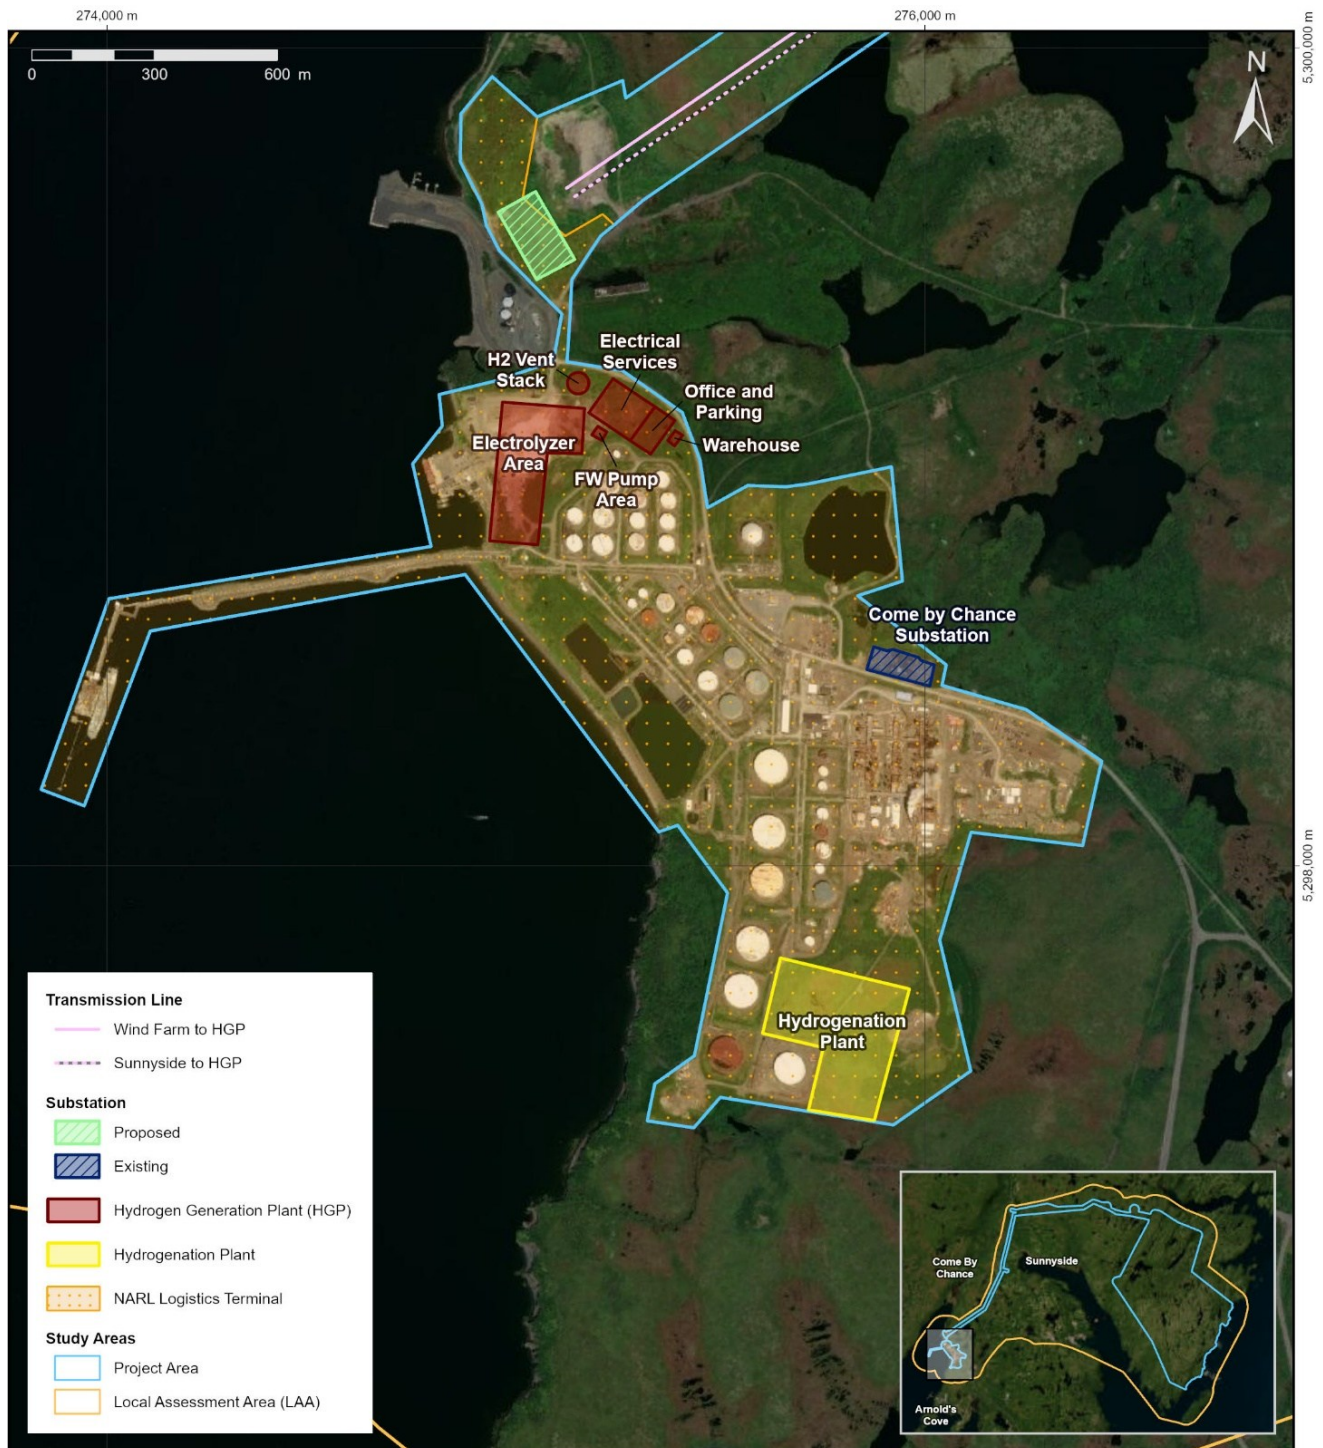 274,000 m
276,000 m
5,300,000 m
0 300 600 m
N
Electrical
Services
H2 Vent
Stack
Office and
Parking
Electrolyzer
Area
Warehouse
FW Pump
Area
Come by Chance
Substation
5,298,000 m
Hydrogenation
Plant
Transmission Line
Wind Farm to HGP
Sunnyside to HGP
Substation
Proposed
Existing
Hydrogen Generation Plant (HGP)
Hydrogenation Plant
NARL Logistics Terminal
Study Areas
Project Area
Local Assessment Area (LAA)
Come By
Chance
Sunnyside
Arnold's
Cove